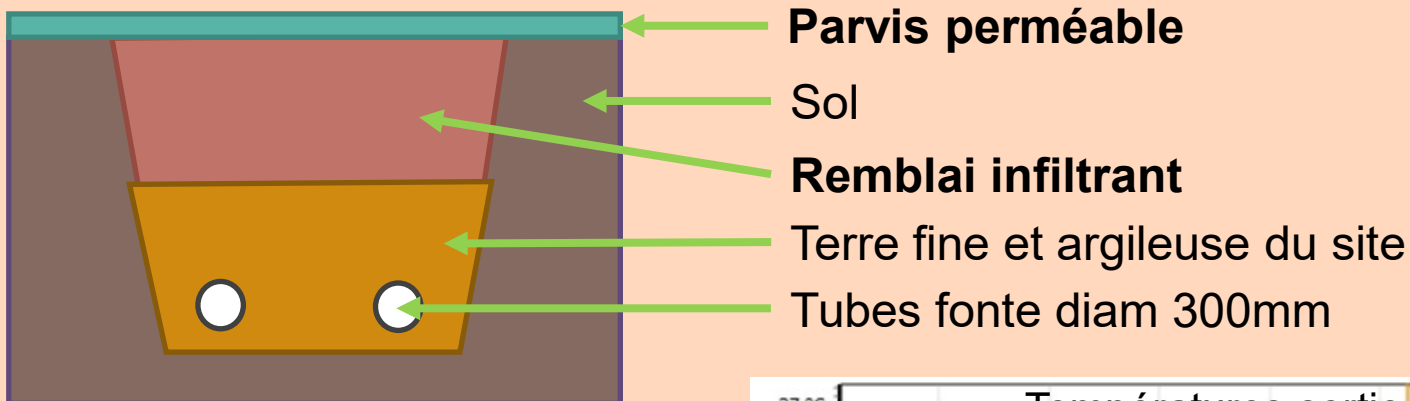 Parvis perméable
Sol
Remblai infiltrant
Terre fine et argileuse du site
Tubes fonte diam 300mm